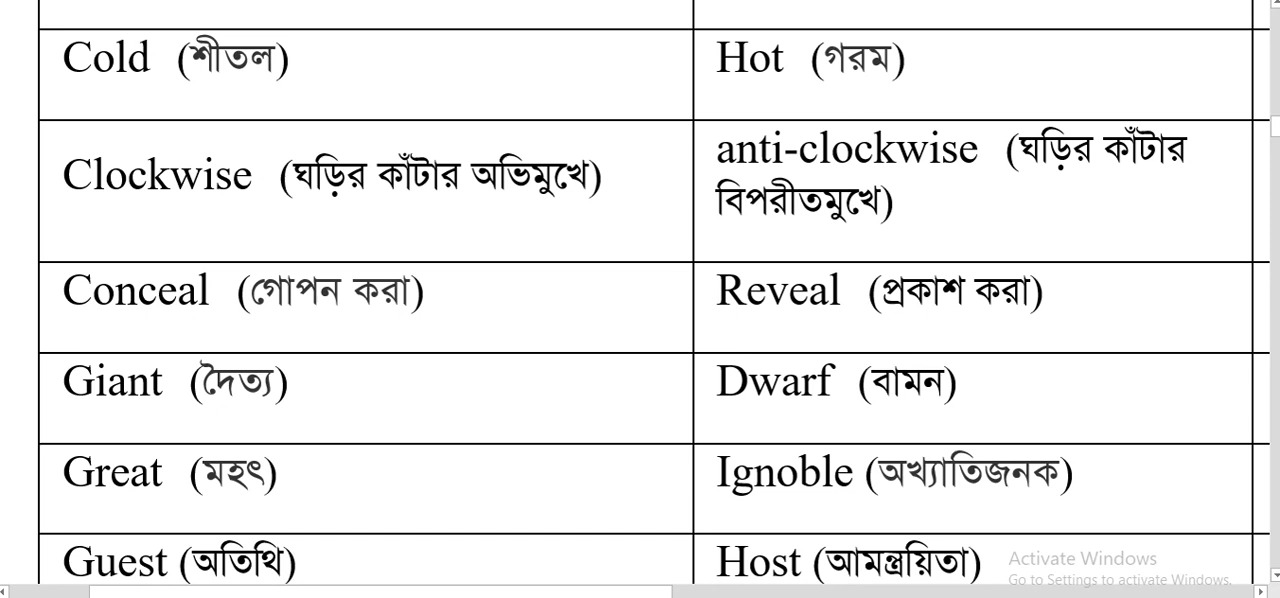 Cold (শীতল)
Hot (গরম)
Clockwise (ঘড়ির কাঁটার অভিমুখে)
anti-clockwise (ঘড়ির কাঁটার
বিপরীতমুখে)
Conceal (গোপন করা)
Reveal (প্রকাশ করা)
Giant (দৈত্য)
Dwarf (বামন)
Great (মহৎ)
Ignoble (অখ্যাতিজনক)
Guest (অতিথি)
Host (আমন্ত্রয়িতা)
Activate Windows
Go to Settings to activate Windows.